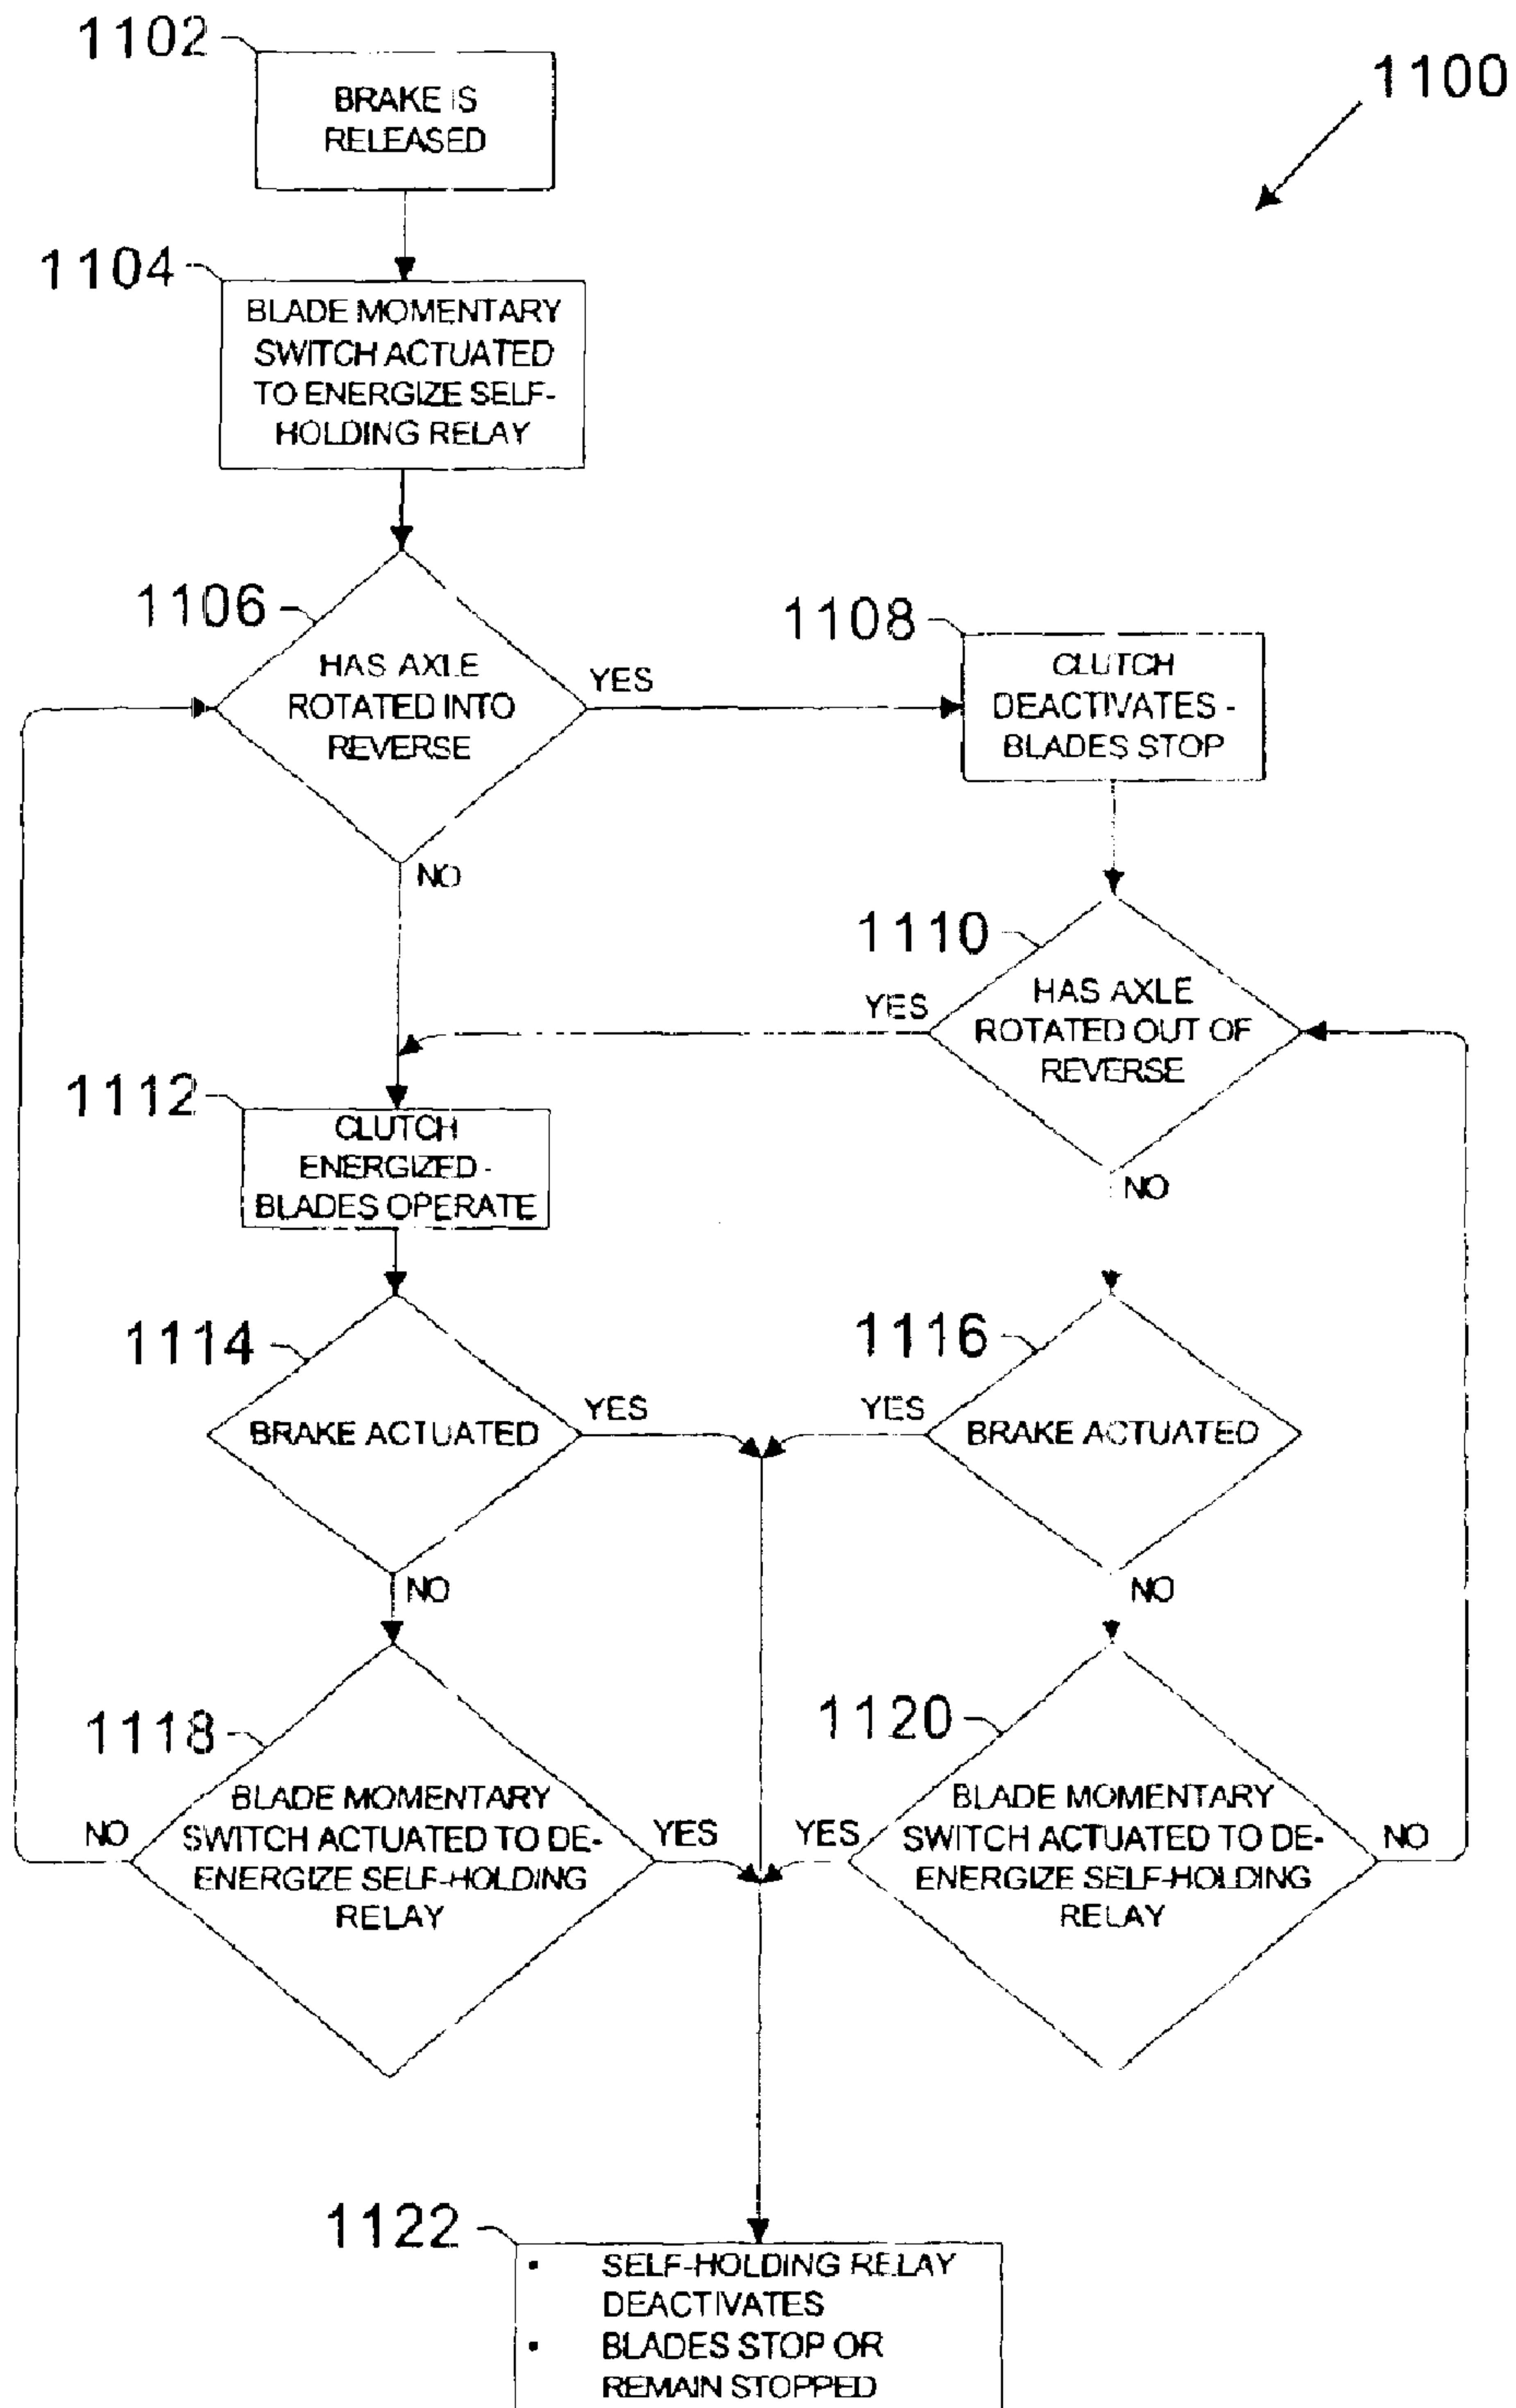 1102
BRAKE IS
RELEASED
1100
1104
BLADE MOMENTARY
SWITCH ACTUATED
TO ENERGIZE SELF-
HOLDING RELAY
1106
HAS AXLE
ROTATED INTO
REVERSE
YES
NO
1108
CLUTCH
DEACTIVATES -
BLADES STOP
1110
HAS AXLE
ROTATED OUT OF
REVERSE
YES
NO
1112
CLUTCH
ENERGIZED -
BLADES OPERATE
1114
BRAKE ACTUATED
YES
NO
1116
BRAKE ACTUATED
YES
NO
1118
BLADE MOMENTARY
SWITCH ACTUATED TO DE-
ENERGIZE SELF-HOLDING
RELAY
NO
YES
1120
BLADE MOMENTARY
SWITCH ACTUATED TO DE-
ENERGIZE SELF-HOLDING
RELAY
YES
NO
1122
• SELF-HOLDING RELAY
DEACTIVATES
• BLADES STOP OR
REMAIN STOPPED